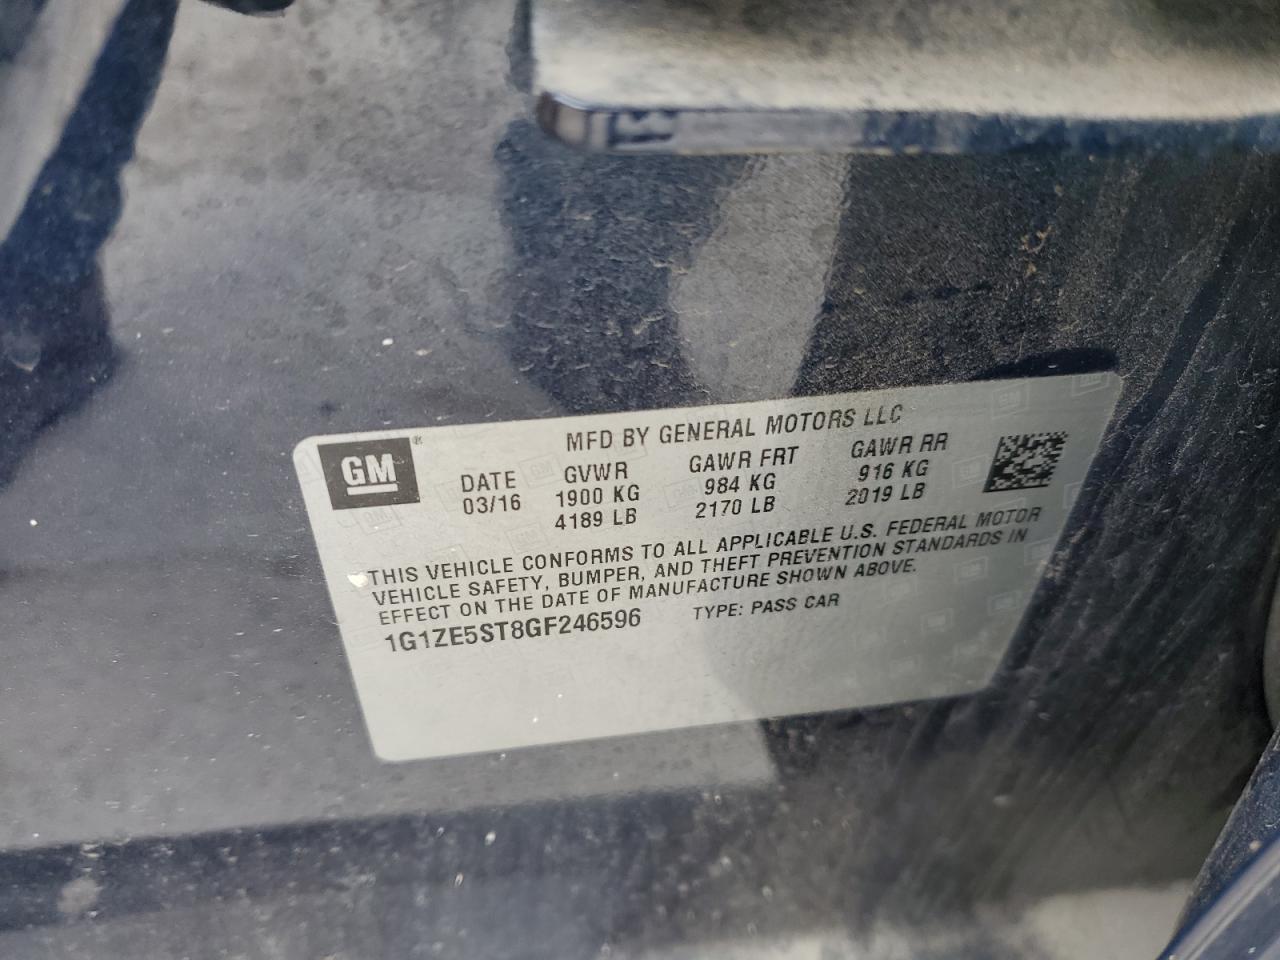 GM ®
MFD BY GENERAL MOTORS LLC
DATE GVWR GAWR FRT GAWR RR
03/16 1900 KG 984 KG 916 KG
4189 LB 2170 LB 2019 LB
THIS VEHICLE CONFORMS TO ALL APPLICABLE U.S. FEDERAL MOTOR
VEHICLE SAFETY, BUMPER, AND THEFT PREVENTION STANDARDS IN
EFFECT ON THE DATE OF MANUFACTURE SHOWN ABOVE.
1G1ZE5ST8GF246596 TYPE: PASS CAR